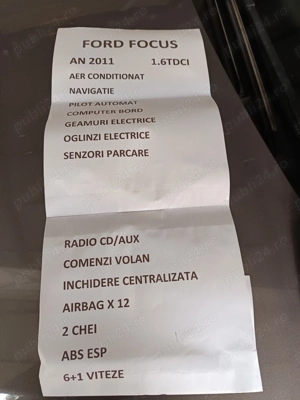 FORD FOCUS
AN 2011 1.6TDCI
AER CONDITIONAT
NAVIGATIE
PILOT AUTOMAT
COMPUTER BORD
GEAMURI ELECTRICE
OGLINZI ELECTRICE
SENZORI PARCARE
RADIO CD/AUX
COMENZI VOLAN
INCHIDERE CENTRALIZATA
AIRBAG X 12
2 CHEI
ABS ESP
6+1 VITEZE